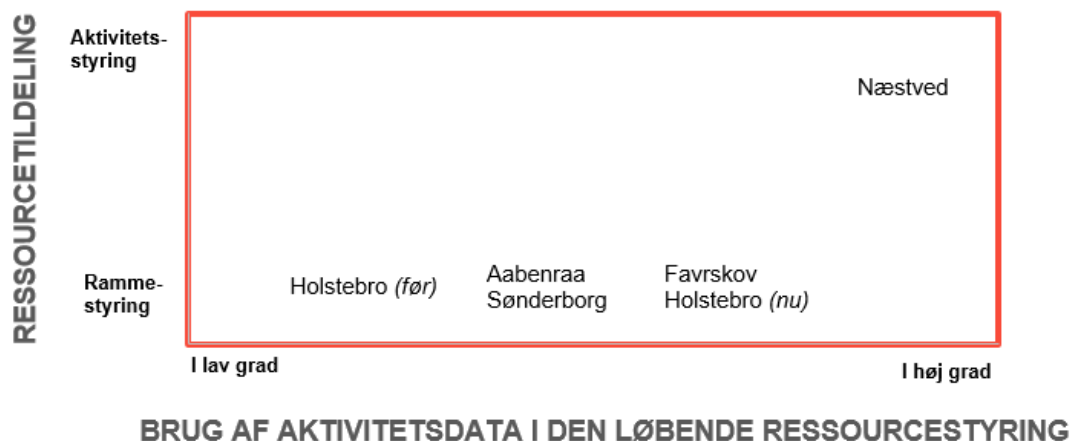 RESSOURCETILDELING
Aktivitets-
styring
Næstved
Ramme-
styring
Holstebro (før)
Aabenraa
Sønderborg
Favrskov
Holstebro (nu)
I lav grad
I høj grad
BRUG AF AKTIVITETSDATA I DEN LØBENDE RESSOURCESTYRING